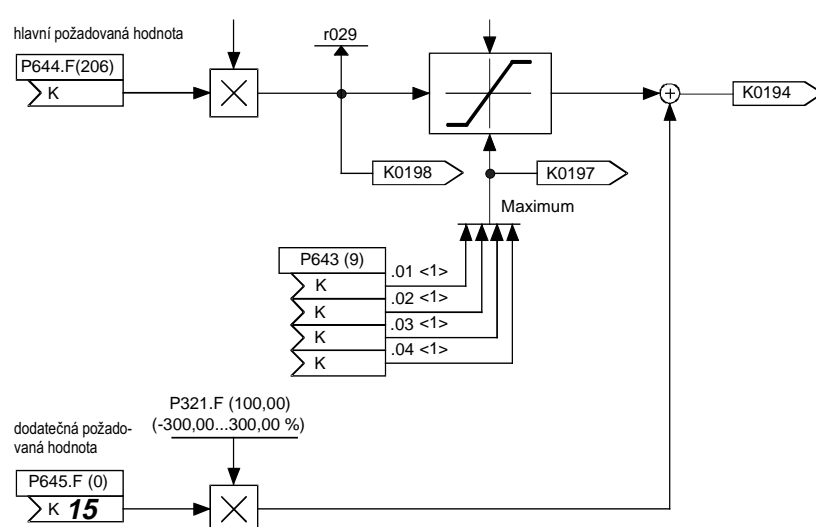 hlavní požadovaná hodnota
r029
P644.F(206)
K
K0194
K0198
K0197
Maximum
P643 (9)
.01 <1>
K
.02 <1>
K
.03 <1>
K
.04 <1>
K
P321.F (100,00)
(-300,00...300,00 %)
dodatečná požado-
vaná hodnota
P645.F (0)
K 15